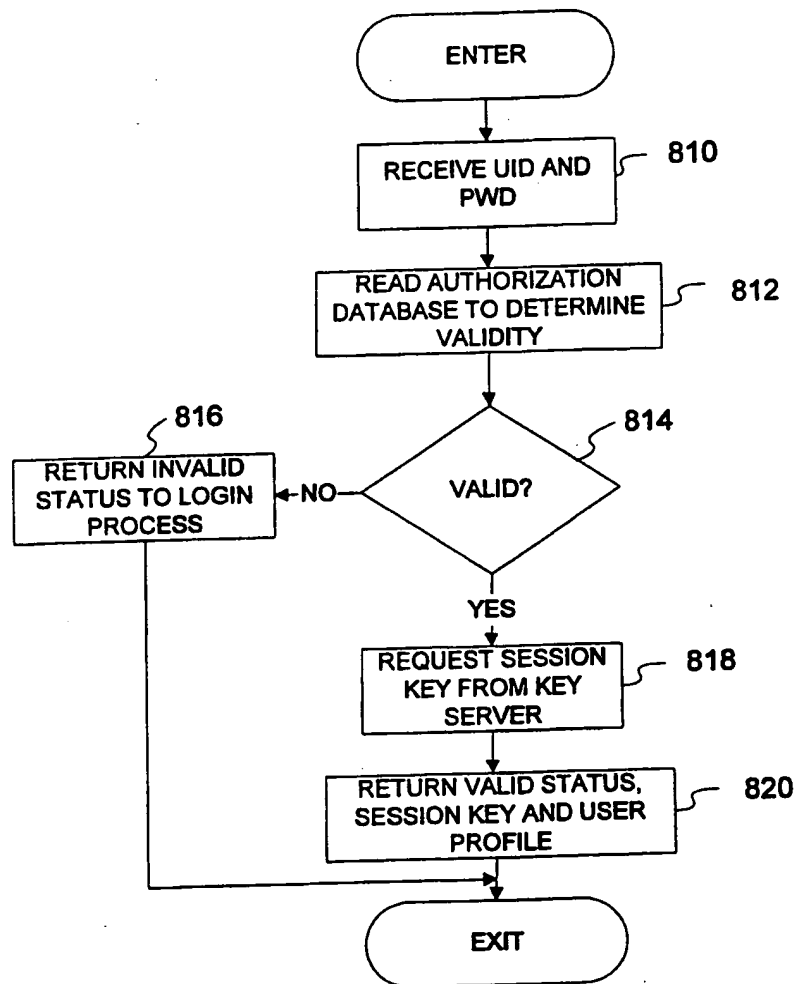 ENTER
RECEIVE UID AND
PWD
810
READ AUTHORIZATION
DATABASE TO DETERMINE
VALIDITY
812
VALID?
814
NO
816
RETURN INVALID
STATUS TO LOGIN
PROCESS
YES
REQUEST SESSION
KEY FROM KEY
SERVER
818
RETURN VALID STATUS,
SESSION KEY AND USER
PROFILE
820
EXIT